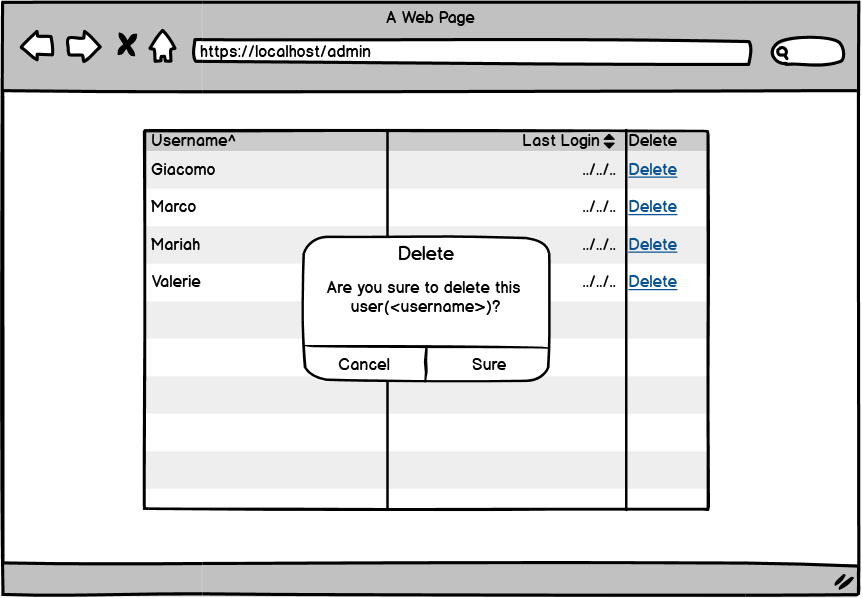 A Web Page
https://localhost/admin
Username^ Last Login Delete
Giacomo ../../.. Delete
Marco ../../.. Delete
Mariah ../../.. Delete
Valerie ../../.. Delete
Delete
Are you sure to delete this
user(<username>)?
Cancel Sure